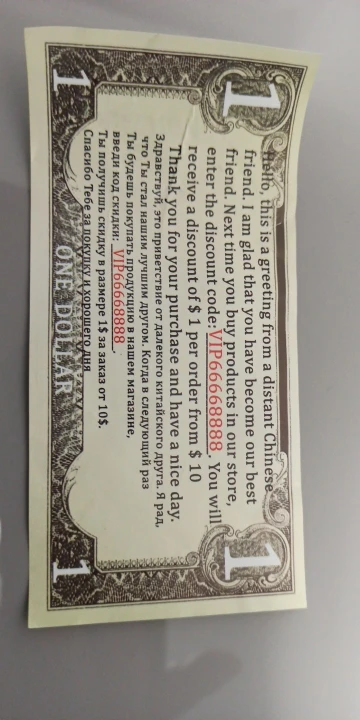 1
1
Hello, this is a greeting from a distant Chinese
friend. I am glad that you have become our best
friend. Next time you buy products in our store,
enter the discount code: VIP66668888. You will
receive a discount of $ 1 per order from $ 10
Thank you for your purchase and have a nice day.
Здравствуй, это приветствие от далекого китайского друга. Я рад,
что Ты стал нашим лучшим другом. Когда в следующий раз
Ты будешь покупать продукцию в нашем магазине,
введи код скидки: VIP66668888.
Ты получишь скидку в размере 1$ за заказ от 10$.
Спасибо Тебе за покупку и хорошего дня
1
ONE DOLLAR
1